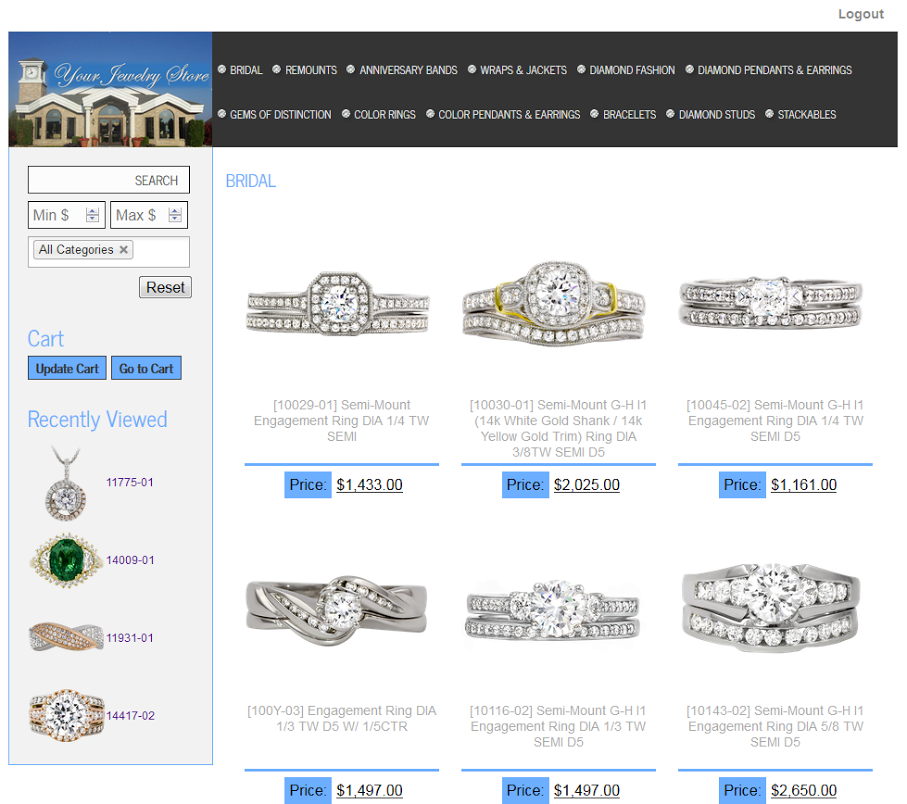 Logout
Your Jewelry Store
BRIDAL REMOUNTS ANNIVERSARY BANDS WRAPS & JACKETS DIAMOND FASHION DIAMOND PENDANTS & EARRINGS
GEMS OF DISTINCTION COLOR RINGS COLOR PENDANTS & EARRINGS BRACELETS DIAMOND STUDS STACKABLES
SEARCH
Min $ Max $
All Categories ×
Reset
Cart
Update Cart Go to Cart
Recently Viewed
11775-01
14009-01
11931-01
14417-02
BRIDAL
[10029-01] Semi-Mount
Engagement Ring DIA 1/4 TW
SEMI
Price: $1,433.00
[10030-01] Semi-Mount G-H I1
(14k White Gold Shank / 14k
Yellow Gold Trim) Ring DIA
3/8TW SEMI D5
Price: $2,025.00
[10045-02] Semi-Mount G-H I1
Engagement Ring DIA 1/4 TW
SEMI D5
Price: $1,161.00
[100Y-03] Engagement Ring DIA
1/3 TW D5 W/ 1/5CTR
Price: $1,497.00
[10116-02] Semi-Mount G-H I1
Engagement Ring DIA 1/3 TW
SEMI D5
Price: $1,497.00
[10143-02] Semi-Mount G-H I1
Engagement Ring DIA 5/8 TW
SEMI D5
Price: $2,650.00